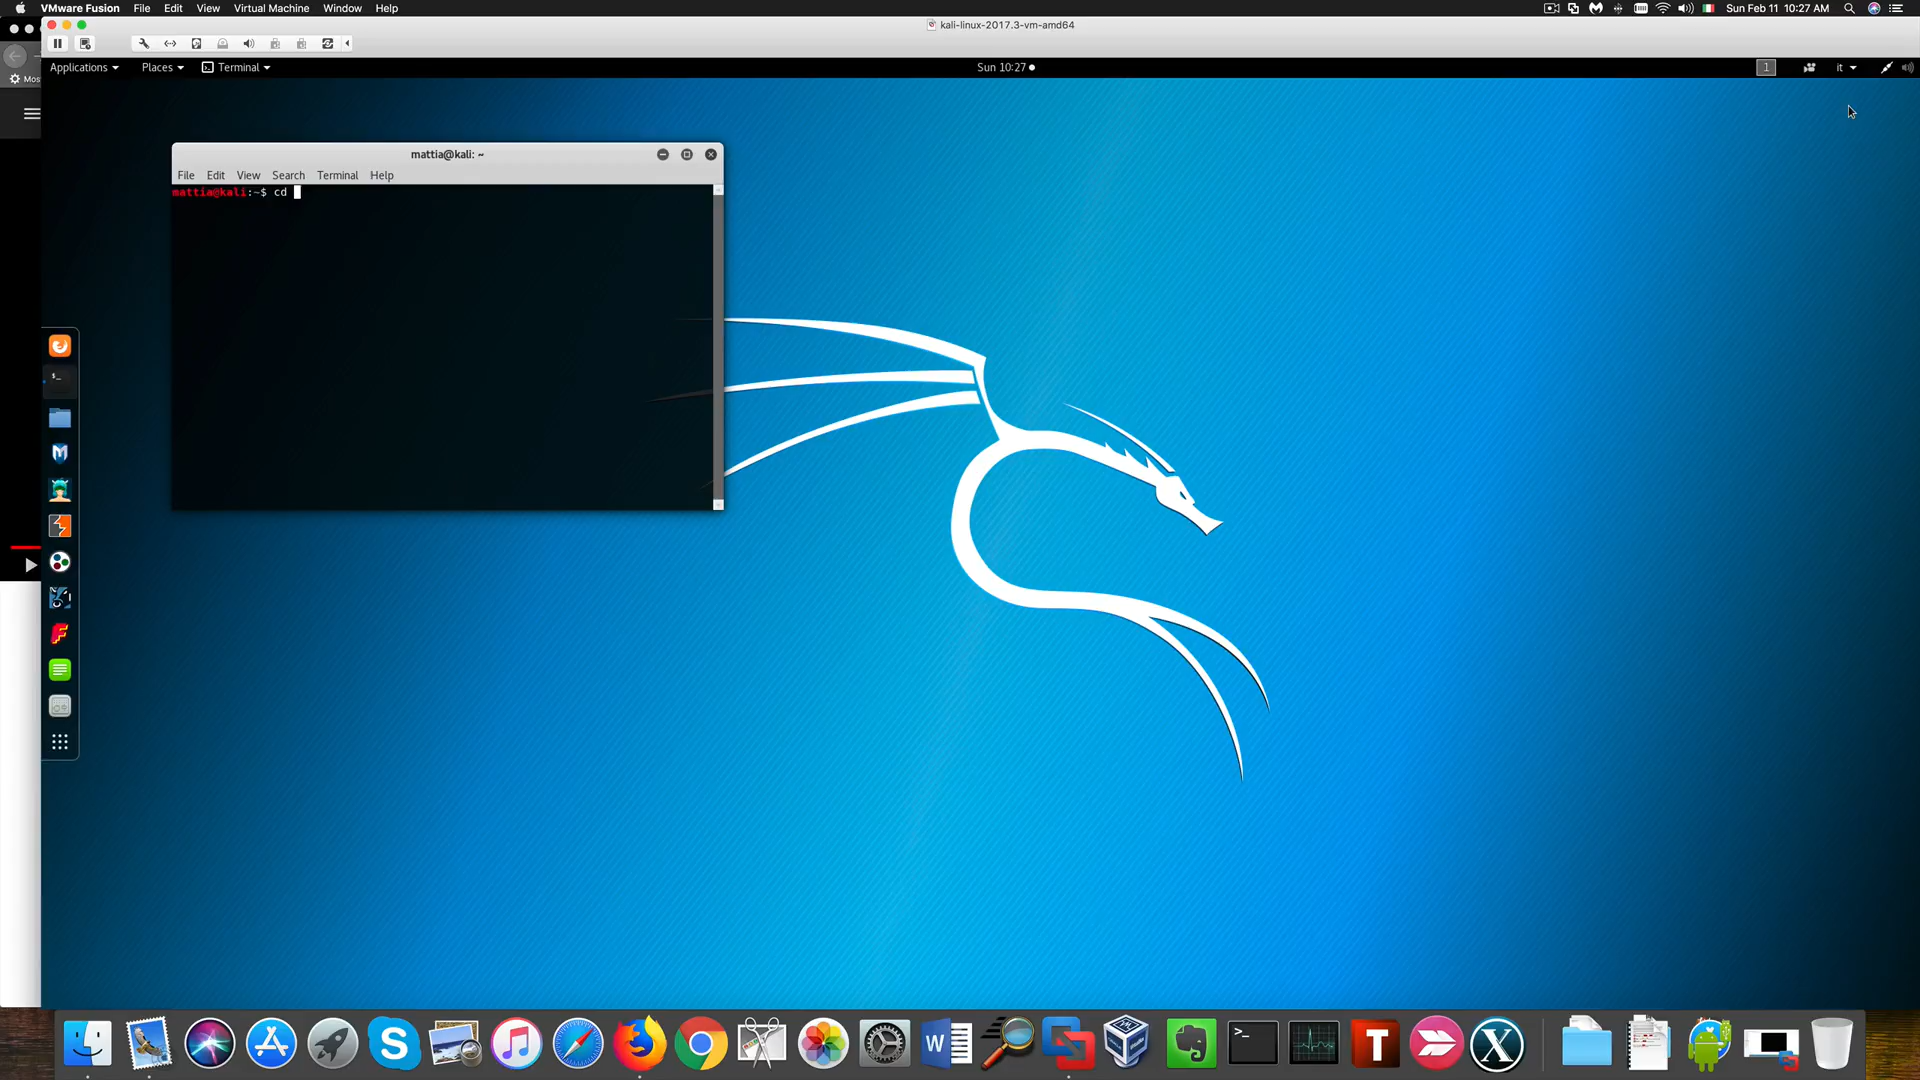 VMware Fusion File Edit View Virtual Machine Window Help Sun Feb 11 10:27 AM
kali-linux-2017.3-vm-amd64
Applications Places Terminal Sun 10:27 1 it
Mos
mattia@kali: ~
File Edit View Search Terminal Help
mattia@kali:~$ cd